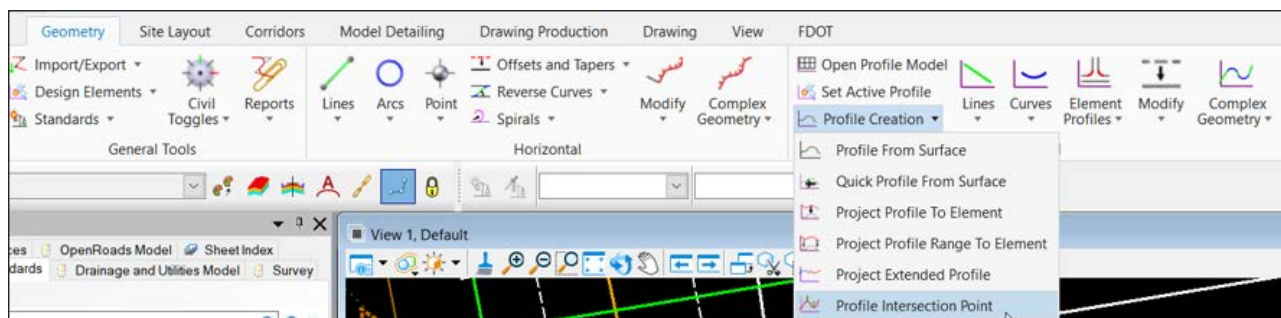 Geometry Site Layout Corridors Model Detailing Drawing Production Drawing View FDOT
Import/Export
Design Elements
Standards
Civil Toggles
Reports
General Tools
Lines
Arcs
Point
Offsets and Tapers
Reverse Curves
Spirals
Modify
Complex Geometry
Horizontal
Open Profile Model
Set Active Profile
Profile Creation
Lines
Curves
Element Profiles
Modify
Complex Geometry
Profile From Surface
Quick Profile From Surface
Project Profile To Element
Project Profile Range To Element
Project Extended Profile
Profile Intersection Point
View 1, Default
OpenRoads Model Sheet Index
Drainage and Utilities Model Survey